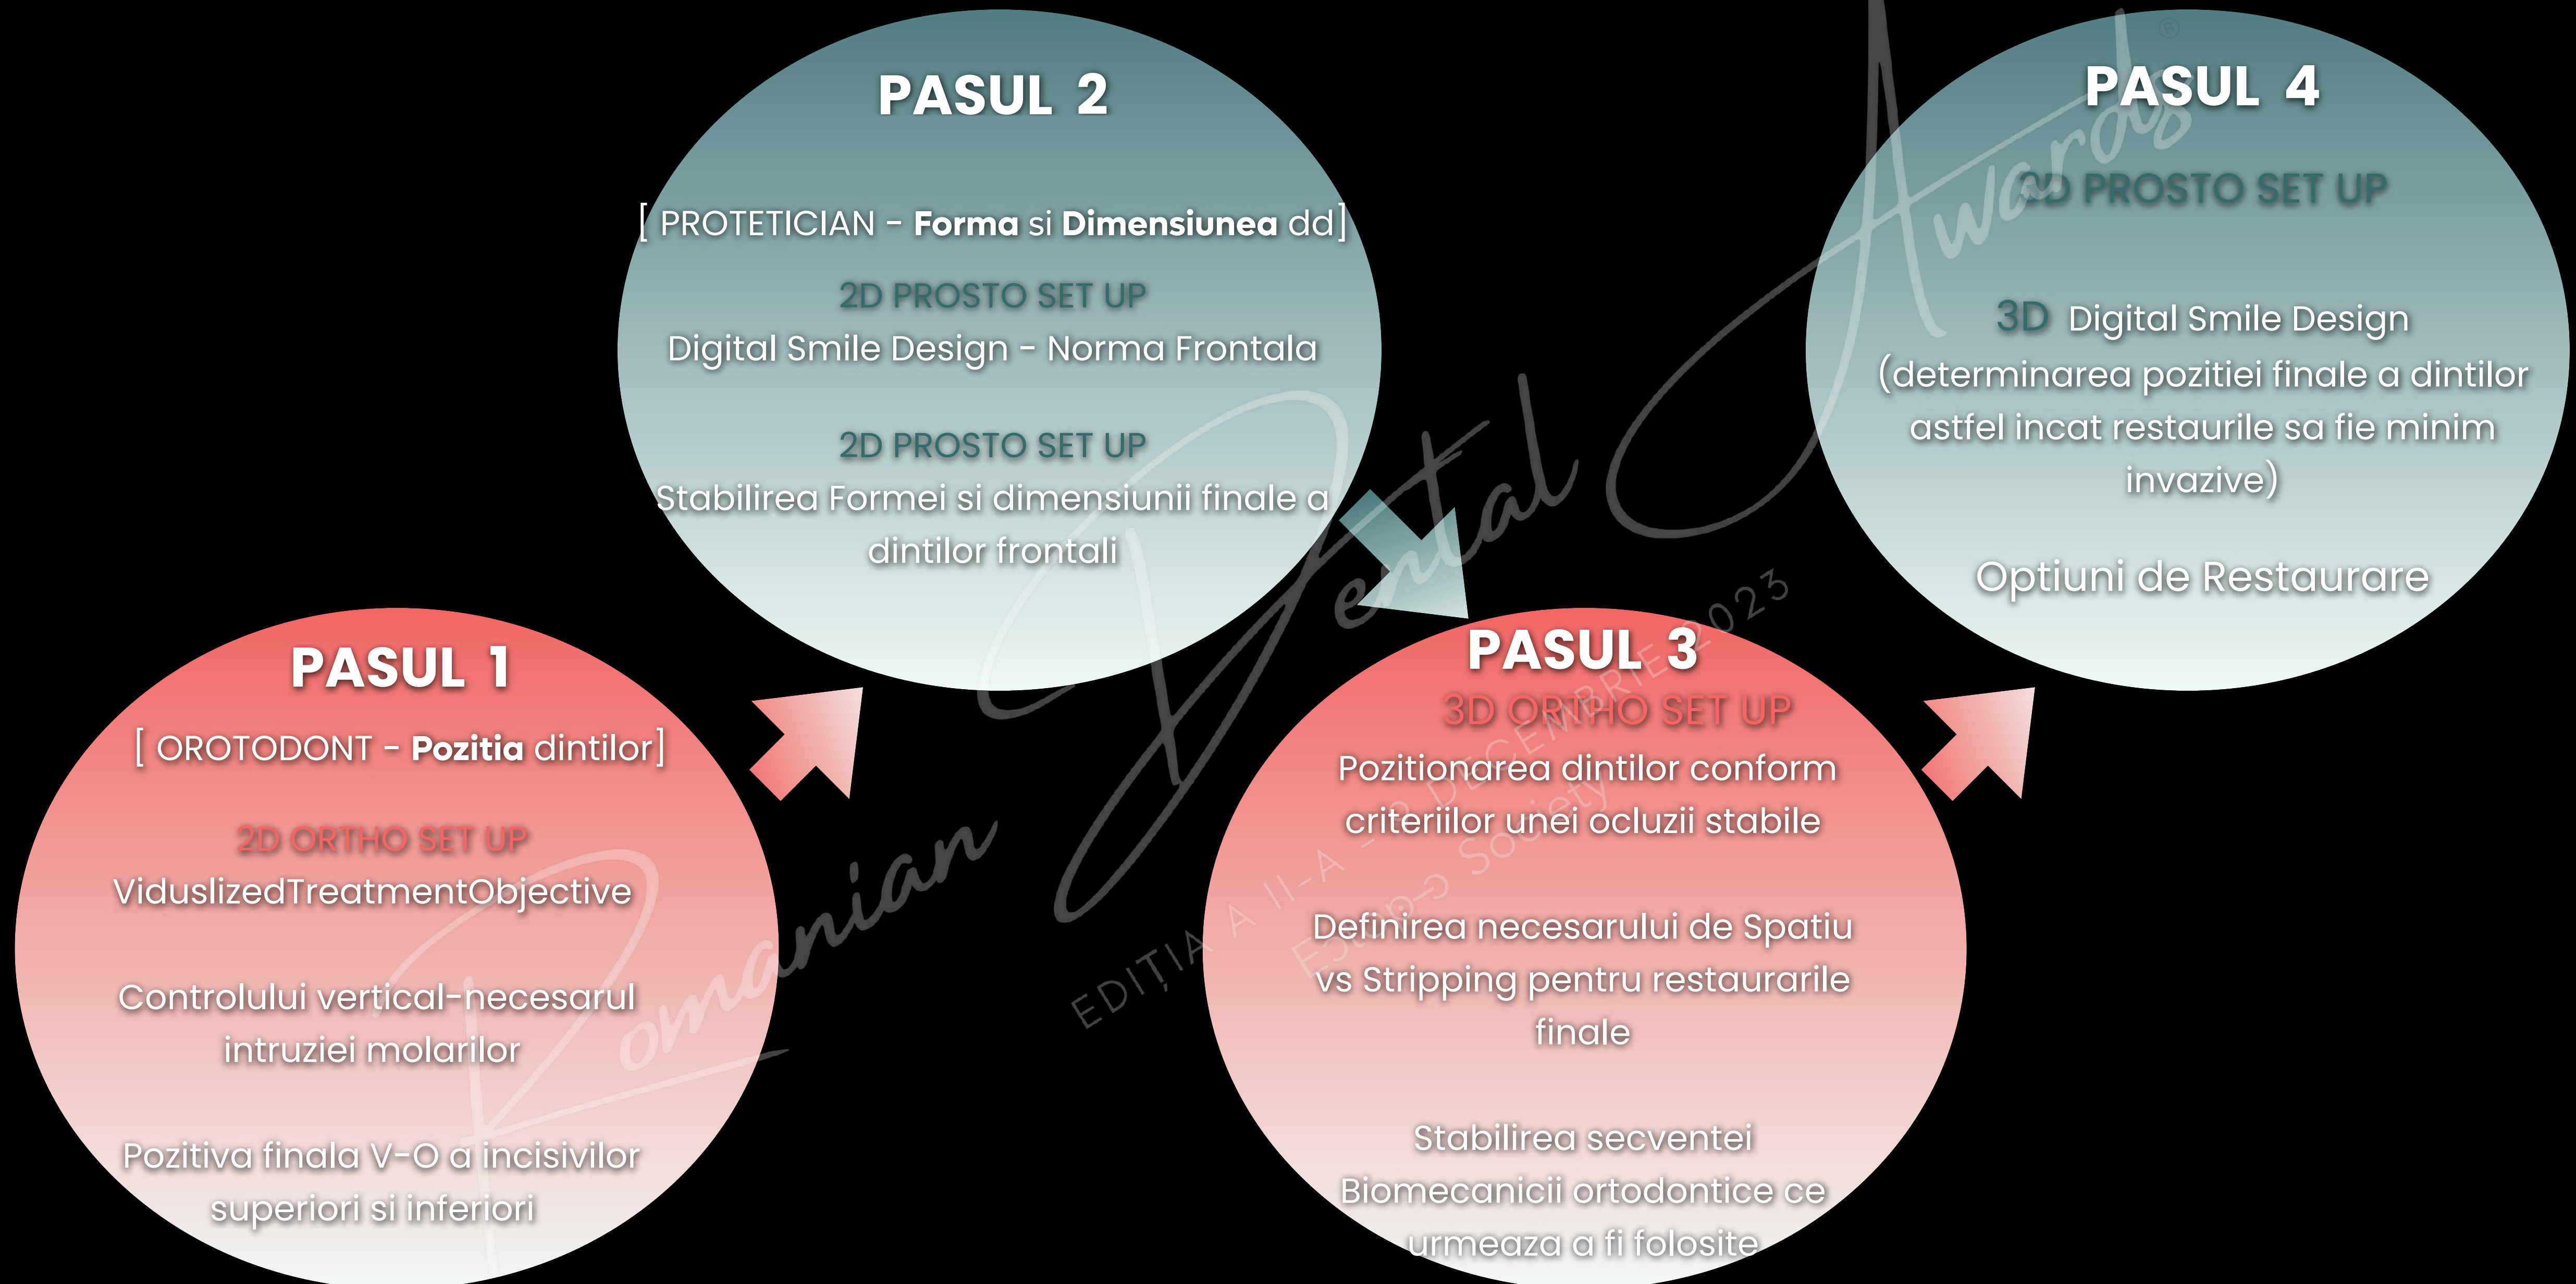 PASUL 1
[ OROTODONT - Pozitia dintilor]
2D ORTHO SET UP
ViduslizedTreatmentObjective
Controlului vertical-necesarul
intruziei molarilor
Pozitiva finala V-O a incisivilor
superiori si inferiori
PASUL 2
[ PROTETICIAN - Forma si Dimensiunea dd]
2D PROSTO SET UP
Digital Smile Design - Norma Frontala
2D PROSTO SET UP
Stabilirea Formei si dimensiunii finale a
dintilor frontali
PASUL 3
3D ORTHO SET UP
Pozitionarea dintilor conform
criteriilor unei ocluzii stabile
Definirea necesarului de Spatiu
vs Stripping pentru restaurarile
finale
Stabilirea secventei
Biomecanicii ortodontice ce
urmeaza a fi folosite
PASUL 4
3D PROSTO SET UP
3D Digital Smile Design
(determinarea pozitiei finale a dintilor
astfel incat restaurile sa fie minim
invazive)
Optiuni de Restaurare
Romanian Dental Awards ®
EDIȚIA A II-A - DECEMBRIE 2023
Society